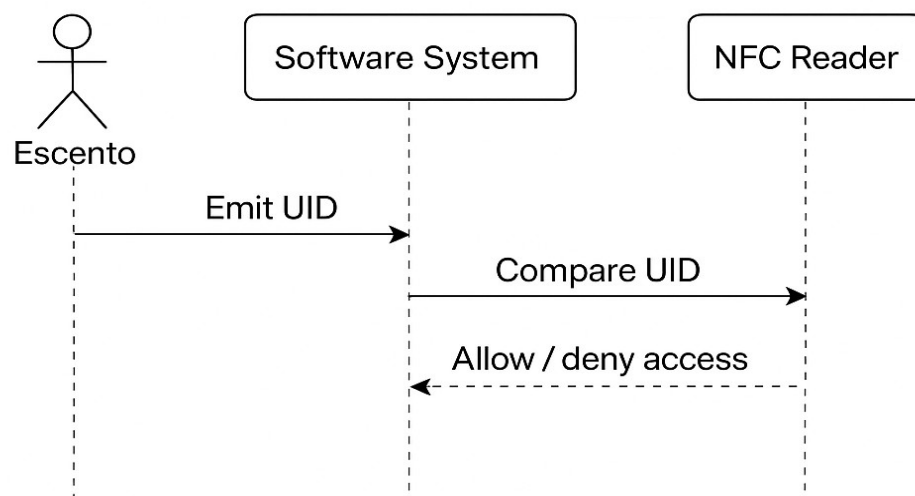 Software System
NFC Reader
Escento
Emit UID
Compare UID
Allow / deny access